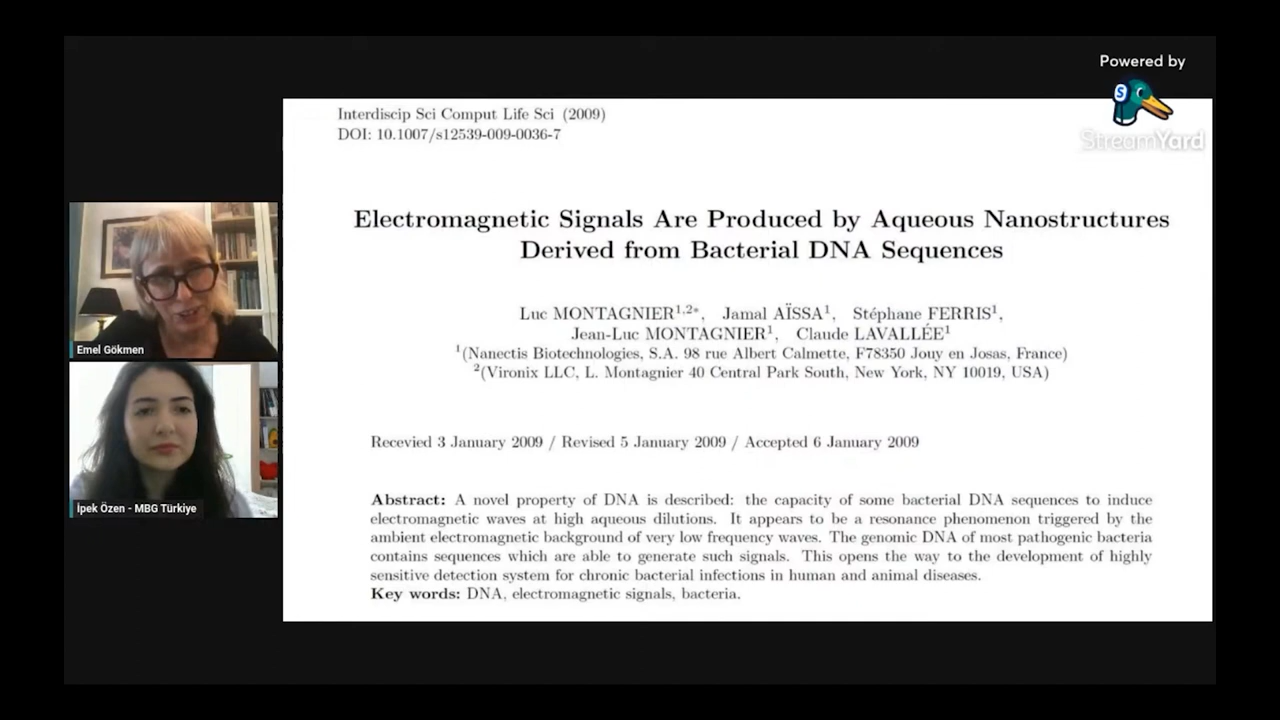 Powered by
StreamYard
Interdiscip Sci Comput Life Sci (2009)
DOI: 10.1007/s12539-009-0036-7
Electromagnetic Signals Are Produced by Aqueous Nanostructures
Derived from Bacterial DNA Sequences
Luc MONTAGNIER1,2*, Jamal AÏSSA1, Stéphane FERRIS1,
Jean-Luc MONTAGNIER1, Claude LAVALLÉE1
1(Nanectis Biotechnologies, S.A. 98 rue Albert Calmette, F78350 Jouy en Josas, France)
2(Vironix LLC, L. Montagnier 40 Central Park South, New York, NY 10019, USA)
Recevied 3 January 2009 / Revised 5 January 2009 / Accepted 6 January 2009
Abstract: A novel property of DNA is described: the capacity of some bacterial DNA sequences to induce
electromagnetic waves at high aqueous dilutions. It appears to be a resonance phenomenon triggered by the
ambient electromagnetic background of very low frequency waves. The genomic DNA of most pathogenic bacteria
contains sequences which are able to generate such signals. This opens the way to the development of highly
sensitive detection system for chronic bacterial infections in human and animal diseases.
Key words: DNA, electromagnetic signals, bacteria.
Emel Gökmen
İpek Özen - MBG Türkiye